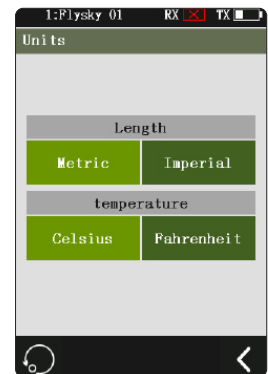 1:Flysky 01 RX TX
Units
Length
Metric Imperial
temperature
Celsius Fahrenheit